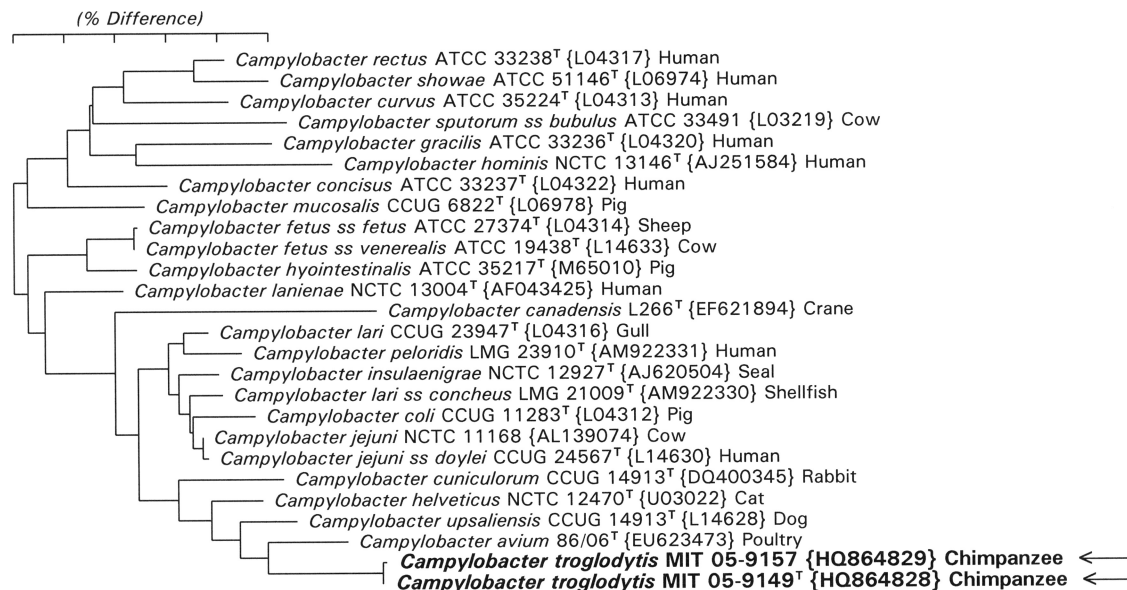 (% Difference)
Campylobacter rectus ATCC 33238ᵀ {L04317} Human
Campylobacter showae ATCC 51146ᵀ {L06974} Human
Campylobacter curvus ATCC 35224ᵀ {L04313} Human
Campylobacter sputorum ss bubulus ATCC 33491 {L03219} Cow
Campylobacter gracilis ATCC 33236ᵀ {L04320} Human
Campylobacter hominis NCTC 13146ᵀ {AJ251584} Human
Campylobacter concisus ATCC 33237ᵀ {L04322} Human
Campylobacter mucosalis CCUG 6822ᵀ {L06978} Pig
Campylobacter fetus ss fetus ATCC 27374ᵀ {L04314} Sheep
Campylobacter fetus ss venerealis ATCC 19438ᵀ {L14633} Cow
Campylobacter hyointestinalis ATCC 35217ᵀ {M65010} Pig
Campylobacter lanienae NCTC 13004ᵀ {AF043425} Human
Campylobacter canadensis L266ᵀ {EF621894} Crane
Campylobacter lari CCUG 23947ᵀ {L04316} Gull
Campylobacter peloridis LMG 23910ᵀ {AM922331} Human
Campylobacter insulaenigrae NCTC 12927ᵀ {AJ620504} Seal
Campylobacter lari ss concheus LMG 21009ᵀ {AM922330} Shellfish
Campylobacter coli CCUG 11283ᵀ {L04312} Pig
Campylobacter jejuni NCTC 11168 {AL139074} Cow
Campylobacter jejuni ss doylei CCUG 24567ᵀ {L14630} Human
Campylobacter cuniculorum CCUG 14913ᵀ {DQ400345} Rabbit
Campylobacter helveticus NCTC 12470ᵀ {U03022} Cat
Campylobacter upsaliensis CCUG 14913ᵀ {L14628} Dog
Campylobacter avium 86/06ᵀ {EU623473} Poultry
Campylobacter troglodytis MIT 05-9157 {HQ864829} Chimpanzee
Campylobacter troglodytis MIT 05-9149ᵀ {HQ864828} Chimpanzee